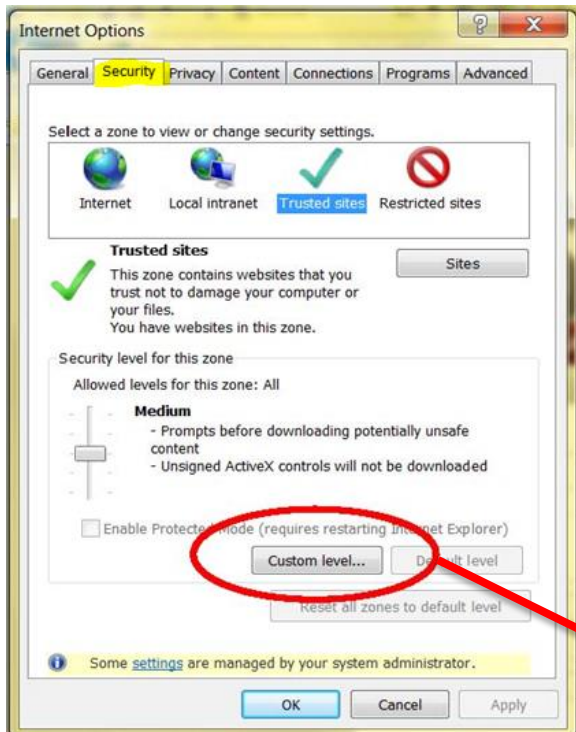 Internet Options
General Security Privacy Content Connections Programs Advanced
Select a zone to view or change security settings.
Internet Local intranet Trusted sites Restricted sites
Trusted sites
Sites
This zone contains websites that you
trust not to damage your computer or
your files.
You have websites in this zone.
Security level for this zone
Allowed levels for this zone: All
Medium
- Prompts before downloading potentially unsafe
content
- Unsigned ActiveX controls will not be downloaded
Enable Protected Mode (requires restarting Internet Explorer)
Custom level... Default level
Reset all zones to default level
Some settings are managed by your system administrator.
OK Cancel Apply